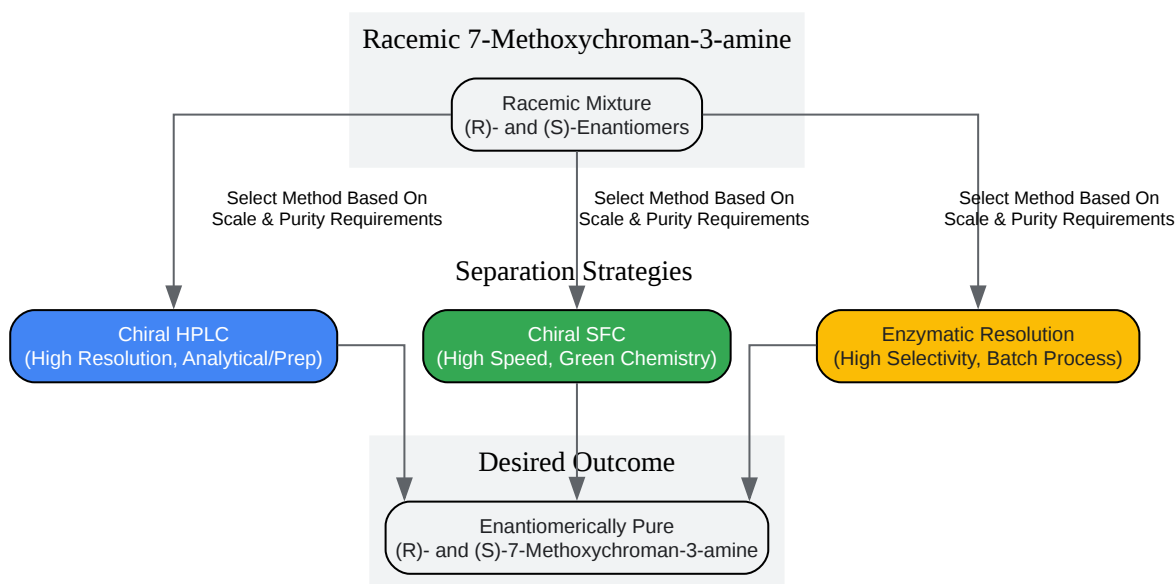 Racemic 7-Methoxychroman-3-amine
Racemic Mixture
(R)- and (S)-Enantiomers
Select Method Based On
Scale & Purity Requirements
Select Method Based On
Scale & Purity Requirements
Select Method Based On
Scale & Purity Requirements
Separation Strategies
Chiral HPLC
(High Resolution, Analytical/Prep)
Chiral SFC
(High Speed, Green Chemistry)
Enzymatic Resolution
(High Selectivity, Batch Process)
Desired Outcome
Enantiomerically Pure
(R)- and (S)-7-Methoxychroman-3-amine